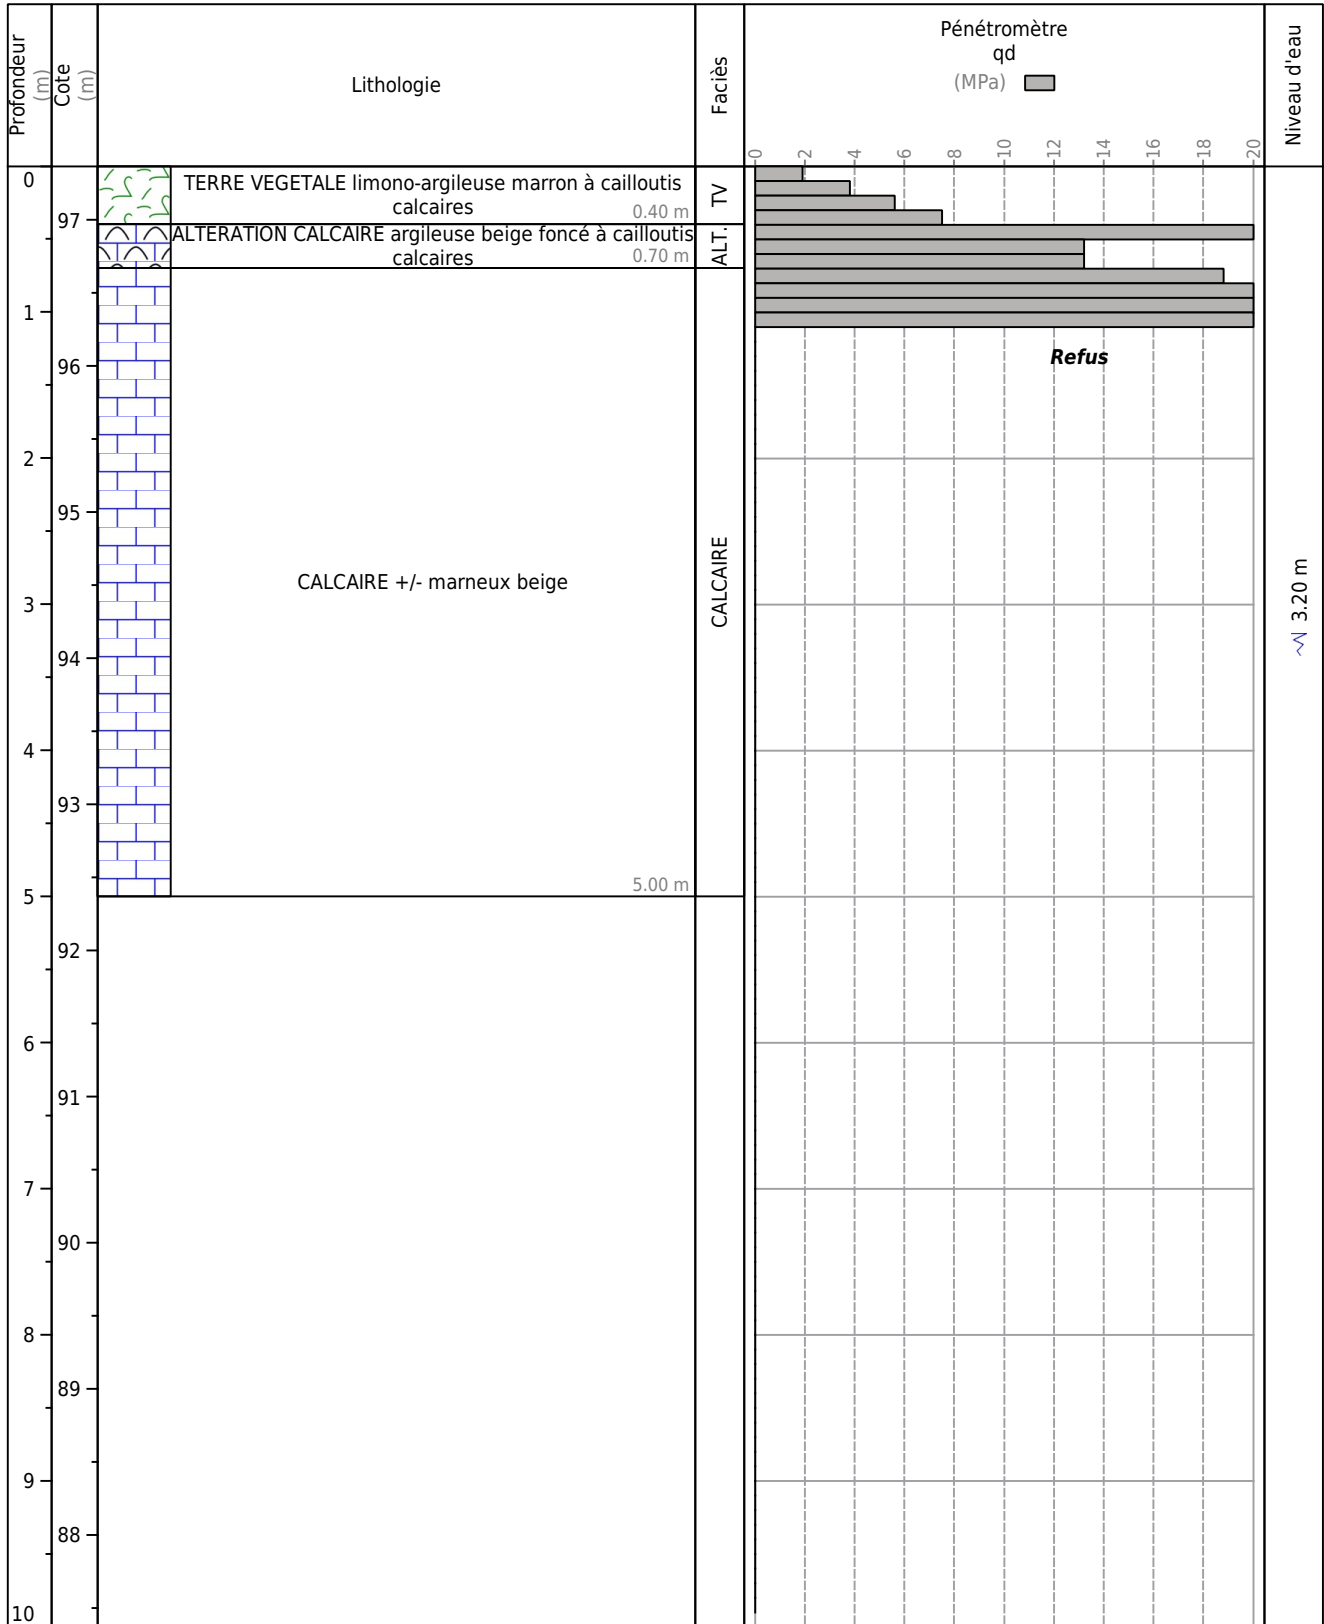 Profondeur
(m)
Cote
(m)
Lithologie
Faciès
Pénétromètre
qd
(MPa)
Niveau d'eau
0
2
4
6
8
10
12
14
16
18
20
0
TERRE VEGETALE limono-argileuse marron à cailloutis
calcaires
0.40 m
TV
97
ALTERATION CALCAIRE argileuse beige foncé à cailloutis
calcaires
0.70 m
ALT.
1
96
Refus
2
95
CALCAIRE +/- marneux beige
CALCAIRE
3
3.20 m
94
4
93
5.00 m
5
92
6
91
7
90
8
89
9
88
10